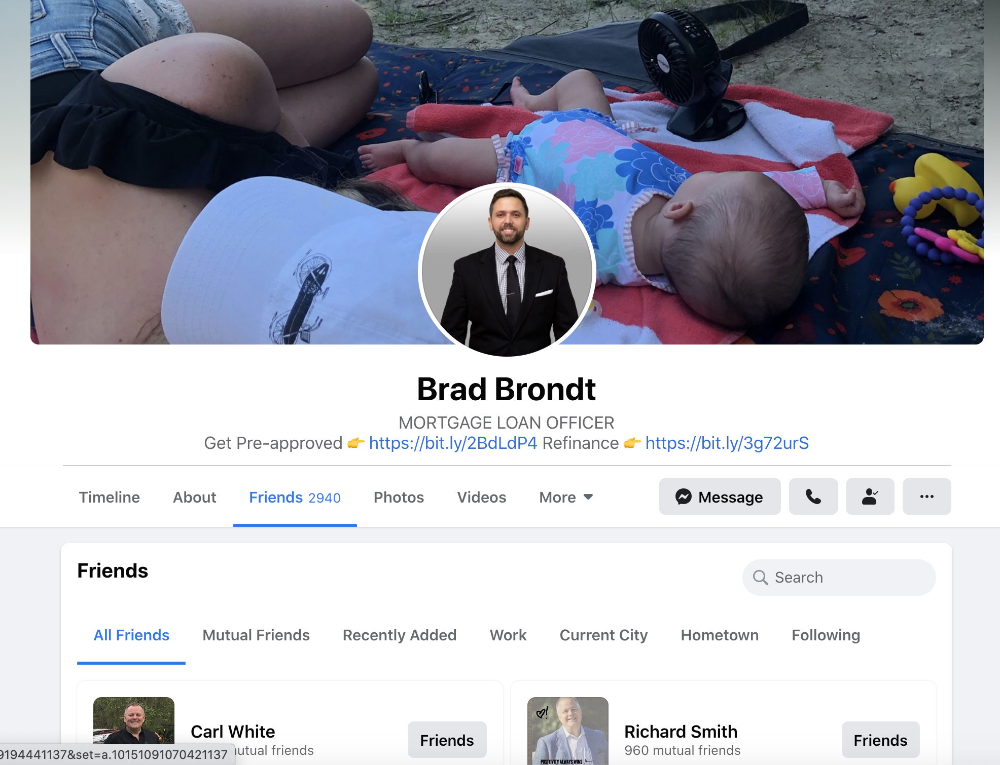 Brad Brondt
MORTGAGE LOAN OFFICER
Get Pre-approved 👉 https://bit.ly/2BdLdP4 Refinance 👉 https://bit.ly/3g72urS
Timeline About Friends 2940 Photos Videos More Message
Friends
Search
All Friends Mutual Friends Recently Added Work Current City Hometown Following
Carl White
mutual friends
Friends
Richard Smith
960 mutual friends
Friends
POSITIVITY ALWAYS WINS
9194441137&set=a.10151091070421137